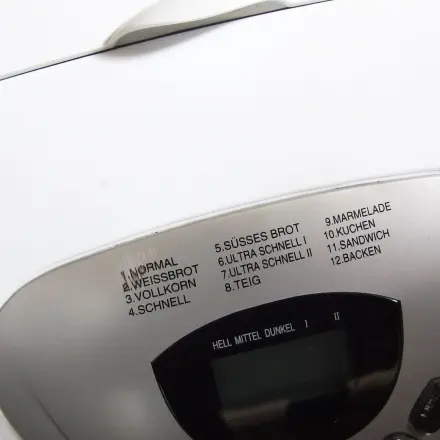 1.NORMAL
2.WEISSBROT
3.VOLLKORN
4.SCHNELL
5.SÜSSES BROT
6.ULTRA SCHNELL I
7.ULTRA SCHNELL II
8.TEIG
9.MARMELADE
10.KUCHEN
11.SANDWICH
12.BACKEN
HELL MITTEL DUNKEL I II